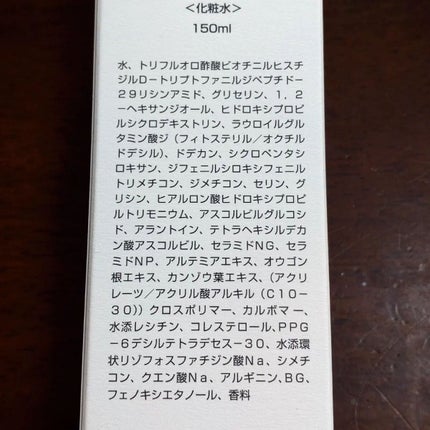 ＜化粧水＞
150ml
水、トリフルオロ酢酸ビオチニルヒスチ
ジルD−トリプトファニルジペプチド−
29リシンアミド、グリセリン、1，2
−ヘキサンジオール、ヒドロキシプロピ
ルシクロデキストリン、ラウロイルグル
タミン酸ジ（フィトステリル／オクチル
ドデシル）、ドデカン、シクロペンタシ
ロキサン、ジフェニルシロキシフェニル
トリメチコン、ジメチコン、セリン、グ
リシン、ヒアルロン酸ヒドロキシプロピ
ルトリモニウム、アスコルビルグルコシ
ド、アラントイン、テトラヘキシルデカ
ン酸アスコルビル、セラミドNG、セラ
ミドNP、アルテミアエキス、オウゴン
根エキス、カンゾウ葉エキス、（アクリ
レーツ／アクリル酸アルキル（C10−
30））クロスポリマー、カルボマー、
水添レシチン、コレステロール、PPG
−6デシルテトラデセス−30、水添環
状リゾフォスファチジン酸Na、シメチ
コン、クエン酸Na、アルギニン、BG、
フェノキシエタノール、香料